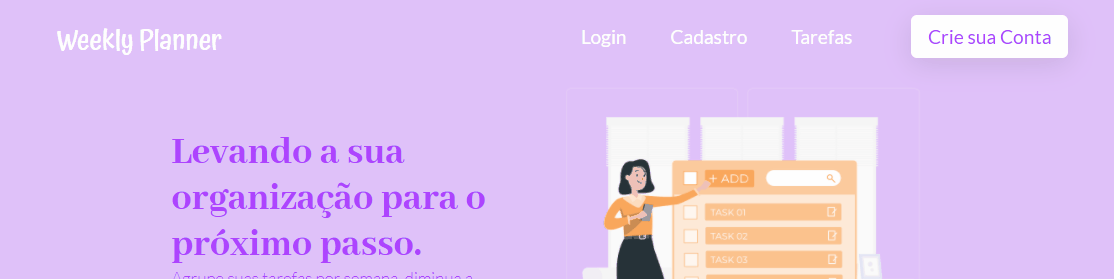 Weekly Planner
Login
Cadastro
Tarefas
Crie sua Conta
Levando a sua
organização para o
próximo passo.
Agrupe suas tarefas por semana, diminua a
+ ADD
TASK 01
TASK 02
TASK 03